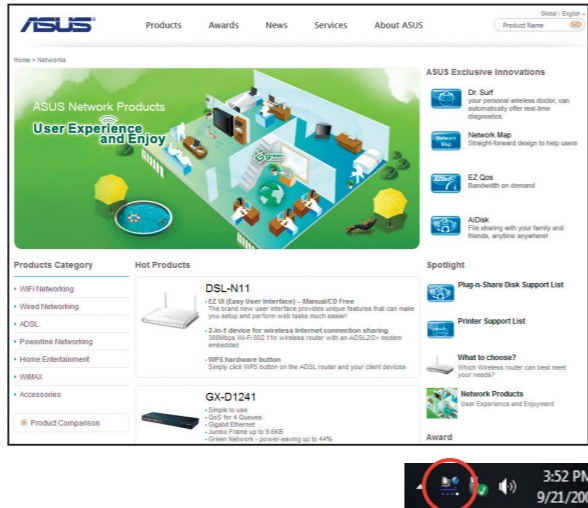 ASUS
Products Awards News Services About ASUS
Global / English
Product Name GO
Home > Networks
ASUS Network Products
User Experience
and Enjoy
green
ASUS Exclusive Innovations
Dr. Surf
your personal wireless doctor, can
automatically offer real-time
diagnostics.
Network
Map
Network Map
Straight-forward design to help users
EZ Qos
Bandwidth on demand
AiDisk
File sharing with your family and
friends, anytime anywhere!
Products Category
WiFi Networking
Wired Networking
ADSL
Powerline Networking
Home Entertainment
WiMAX
Accessories
Product Comparison
Hot Products
DSL-N11
- EZ UI (Easy User Interface) – Manual/CD Free
The brand new user interface provides unique features that can make
you setup and perform web tasks much easier!
- 2-in-1 device for wireless Internet connection sharing
300Mbps Wi-Fi 802.11n wireless router with an ADSL2/2+ modem
embedded
- WPS hardware button
Simply click WPS button on the ADSL router and your client devices
GX-D1241
- Simple to use
- QoS for 4 Queues
- Gigabit Ethernet
- Jumbo Frame up to 9.6KB
- Green Network - power-saving up to 44%
Spotlight
Plug-n-Share Disk Support List
Printer Support List
What to choose?
Which Wireless router can best meet
your needs?
Network Products
User Experience and Enjoyment
Award
3:52 PM
9/21/200